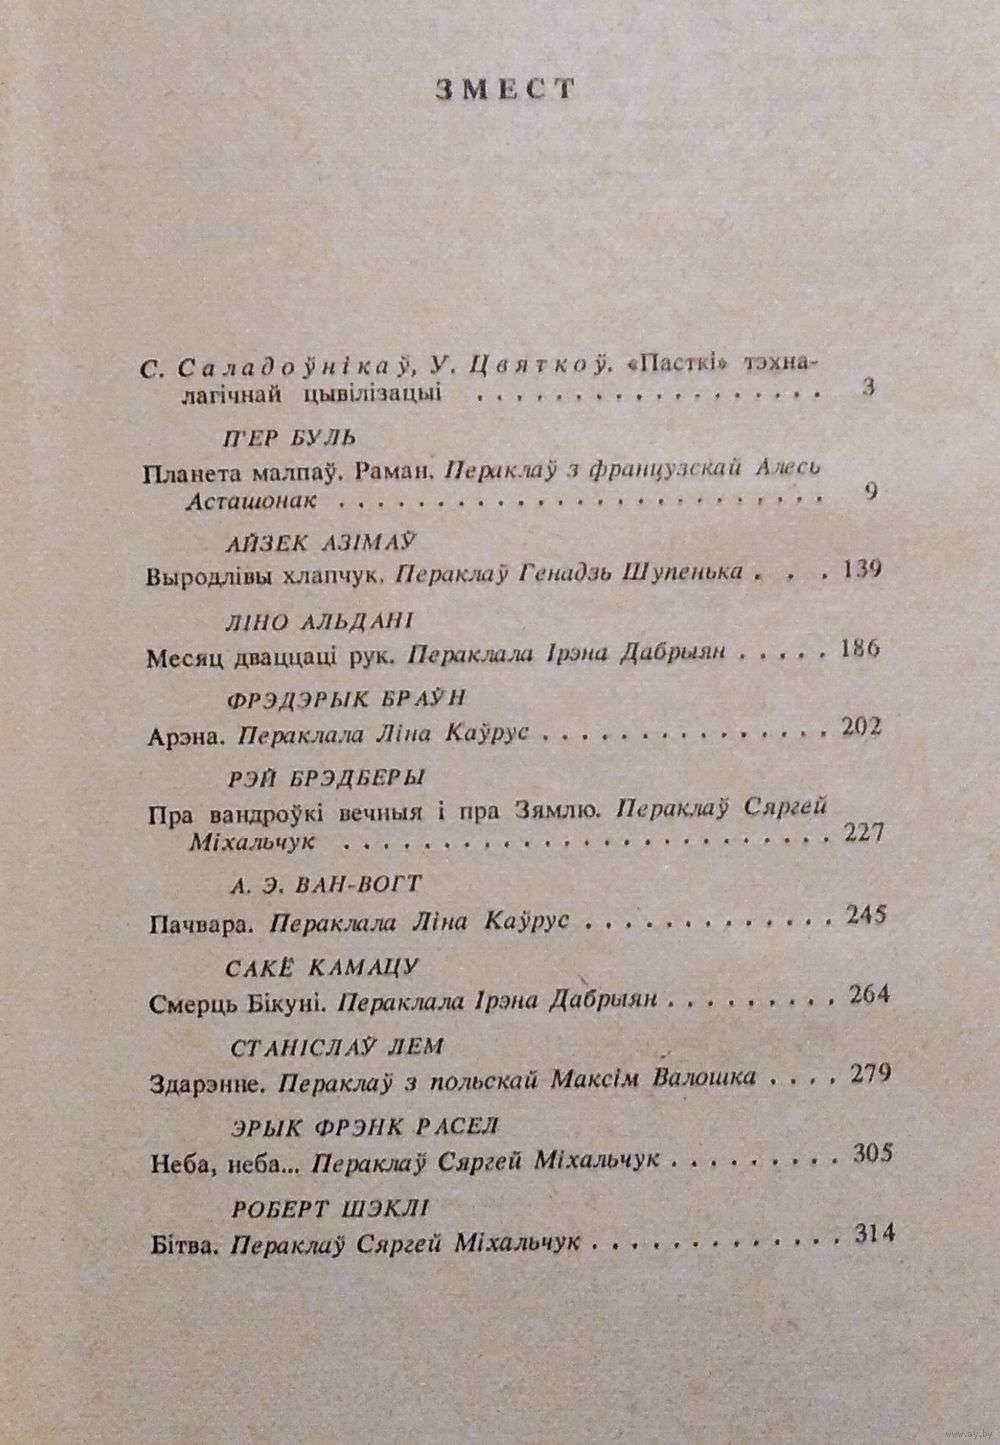 ЗМЕСТ
С. Саладоўнікаў, У. Цвяткоў. «Пасткі» тэхна-
лагічнай цывілізацыі . . . . . . . . . . . . . . . . . . 3
П'ЕР БУЛЬ
Планета малпаў. Раман. Пераклаў з французскай Алесь
Асташонак . . . . . . . . . . . . . . . . . . . . . . . . . 9
АЙЗЕК АЗІМАЎ
Выродлівы хлапчук. Пераклаў Генадзь Шупенька . . . 139
ЛІНО АЛЬДАНІ
Месяц дваццаці рук. Пераклала Ірэна Дабрыян . . . . . 186
ФРЭДЭРЫК БРАЎН
Арэна. Пераклала Ліна Каўрус . . . . . . . . . . . . . . . 202
РЭЙ БРЭДБЕРЫ
Пра вандроўкі вечныя і пра Зямлю. Пераклаў Сяргей
Міхальчук . . . . . . . . . . . . . . . . . . . . . . . . . 227
А. Э. ВАН-ВОГТ
Пачвара. Пераклала Ліна Каўрус . . . . . . . . . . . . . 245
САКЁ КАМАЦУ
Смерць Бікуні. Пераклала Ірэна Дабрыян . . . . . . . . . 264
СТАНІСЛАЎ ЛЕМ
Здарэнне. Пераклаў з польскай Максім Валошка . . . . 279
ЭРЫК ФРЭНК РАСЕЛ
Неба, неба... Пераклаў Сяргей Міхальчук . . . . . . . . . 305
РОБЕРТ ШЭКЛІ
Бітва. Пераклаў Сяргей Міхальчук . . . . . . . . . . . . . 314
www.ay.by